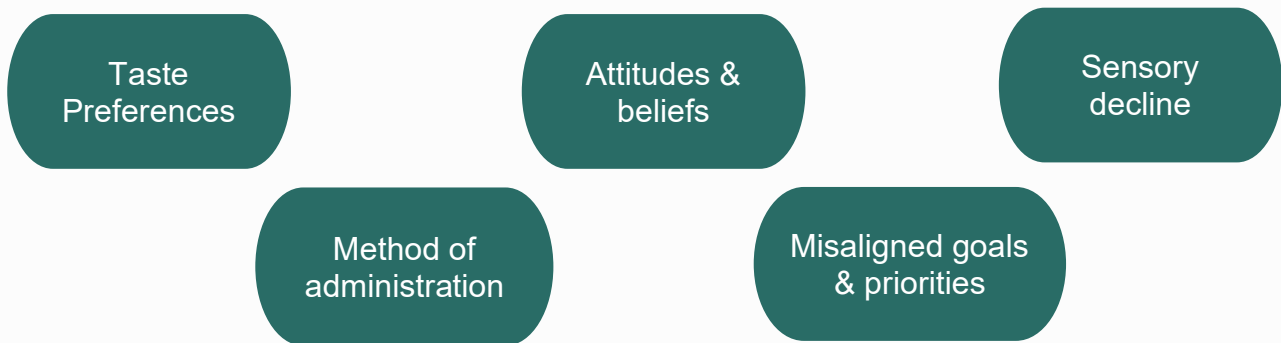 Taste
Preferences
Attitudes &
beliefs
Sensory
decline
Method of
administration
Misaligned goals
& priorities